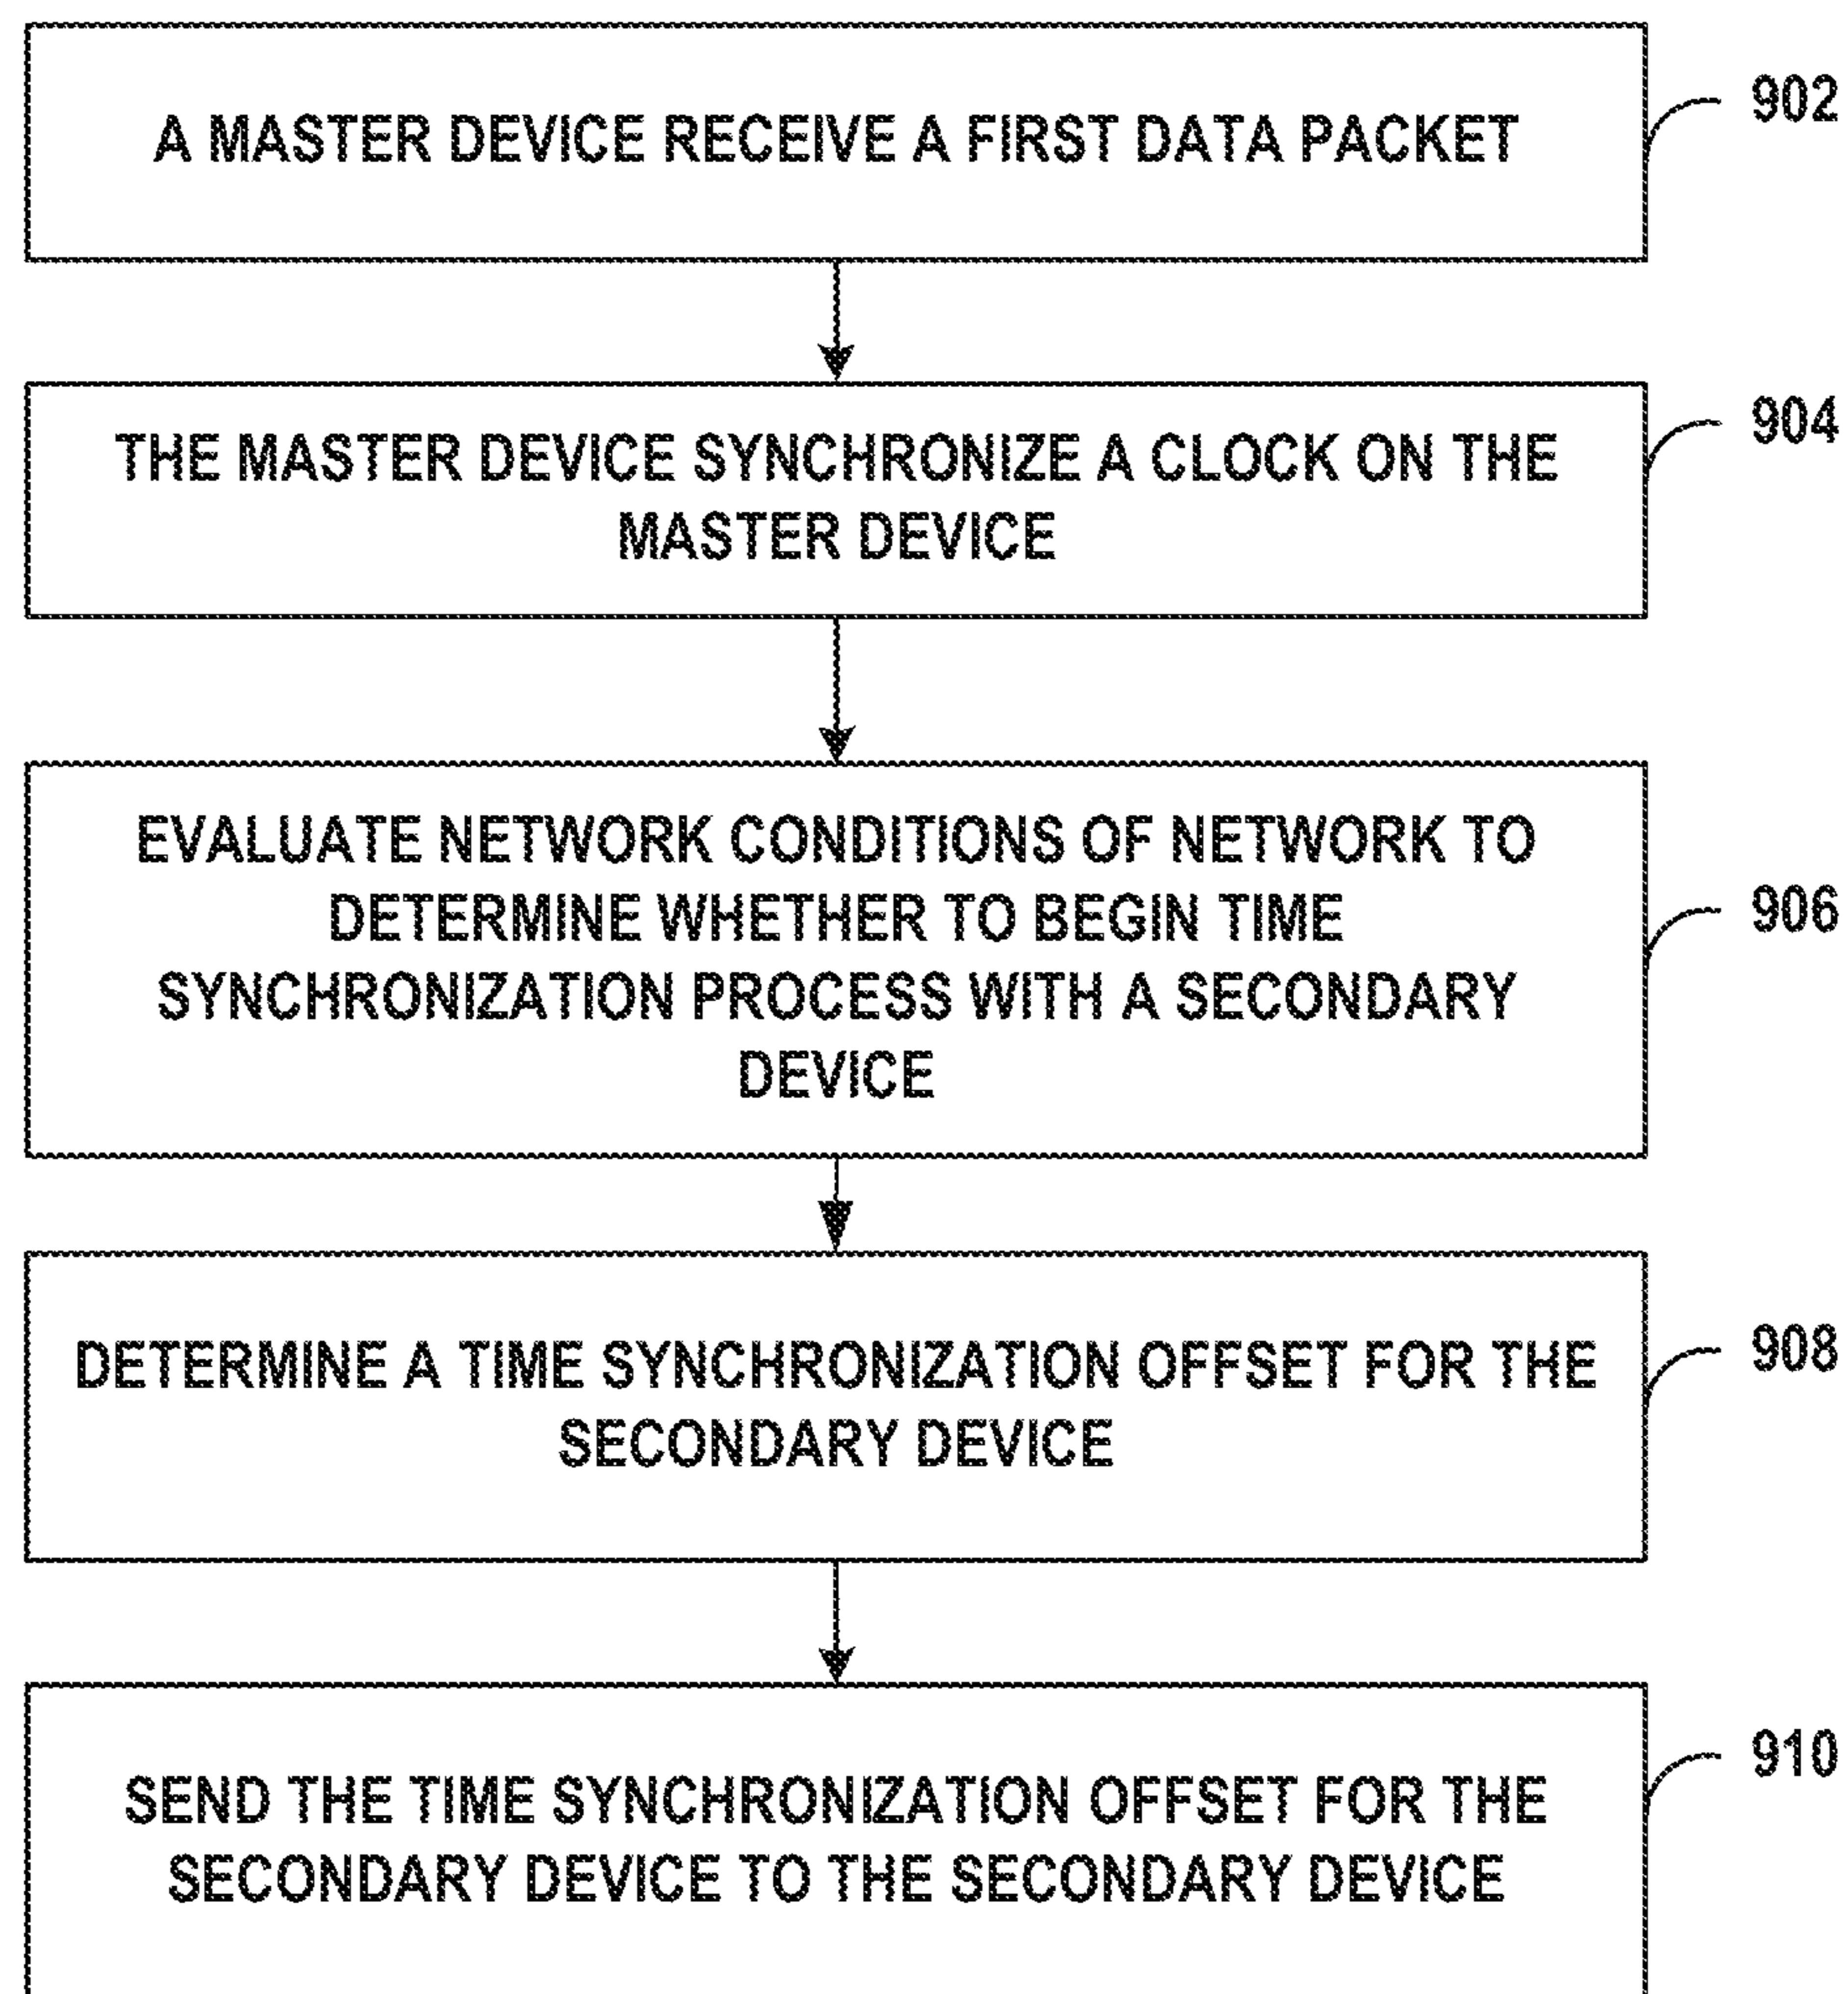 A MASTER DEVICE RECEIVE A FIRST DATA PACKET
902
THE MASTER DEVICE SYNCHRONIZE A CLOCK ON THE
MASTER DEVICE
904
EVALUATE NETWORK CONDITIONS OF NETWORK TO
DETERMINE WHETHER TO BEGIN TIME
SYNCHRONIZATION PROCESS WITH A SECONDARY
DEVICE
906
DETERMINE A TIME SYNCHRONIZATION OFFSET FOR THE
SECONDARY DEVICE
908
SEND THE TIME SYNCHRONIZATION OFFSET FOR THE
SECONDARY DEVICE TO THE SECONDARY DEVICE
910